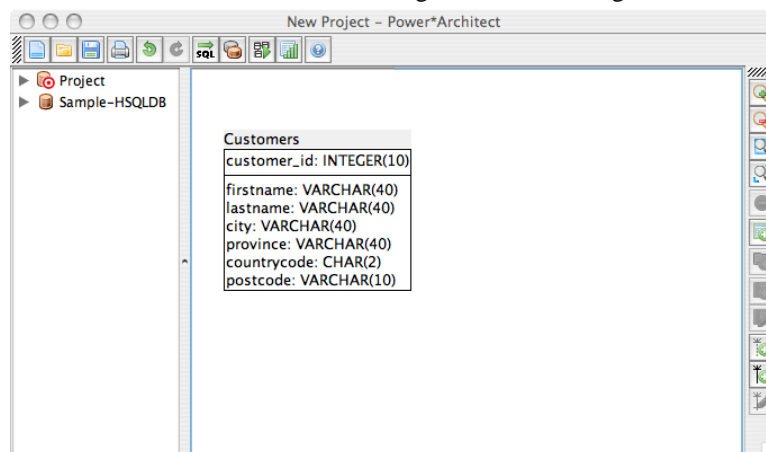 New Project – Power*Architect
SQL
Project
Sample-HSQLDB
Customers
customer_id: INTEGER(10)
firstname: VARCHAR(40)
lastname: VARCHAR(40)
city: VARCHAR(40)
province: VARCHAR(40)
countrycode: CHAR(2)
postcode: VARCHAR(10)